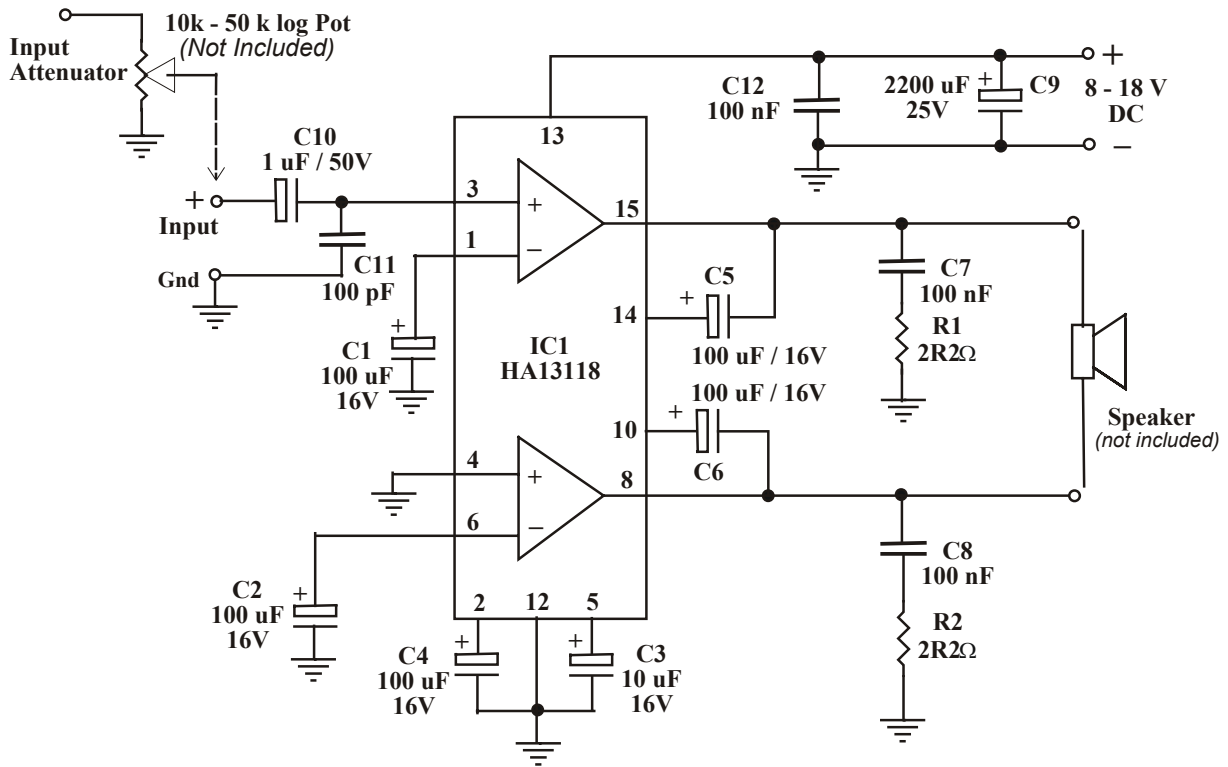 10k - 50 k log Pot
(Not Included)
Input
Attenuator
C10
1 uF / 50V
+
Input
Gnd
C11
100 pF
C12
100 nF
2200 uF
25V
+
C9
+
8 - 18 V
DC
−
13
3
+
1
−
15
14
IC1
HA13118
10
4
+
8
6
−
2
12
5
+
C1
100 uF
16V
+
C5
100 uF / 16V
100 uF / 16V
+
C6
C7
100 nF
R1
2R2Ω
Speaker
(not included)
C8
100 nF
R2
2R2Ω
+
C2
100 uF
16V
+
C4
100 uF
16V
+
C3
10 uF
16V